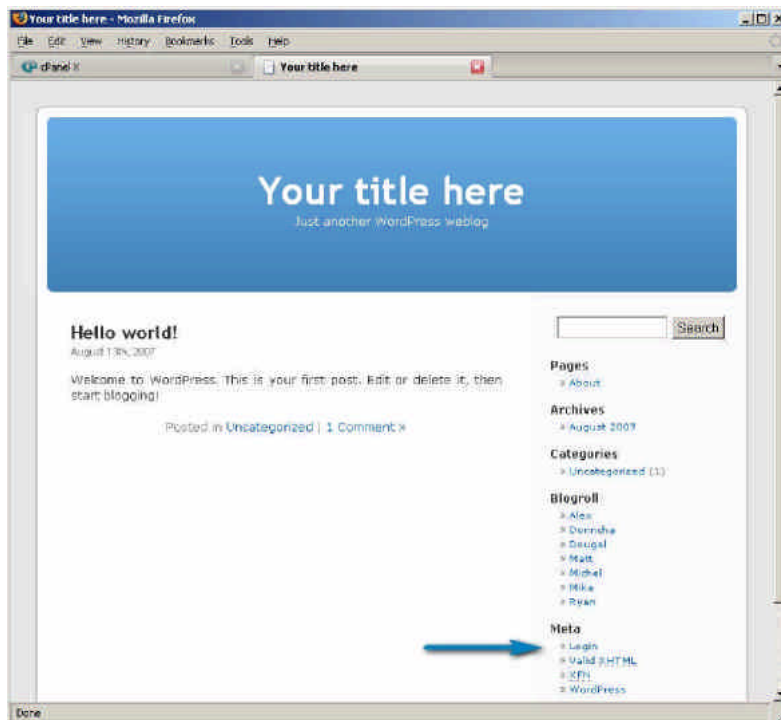 Your title here - Mozilla Firefox
File Edit View History Bookmarks Tools Help
cPanel X
Your title here
Your title here
Just another WordPress weblog
Hello world!
August 13th, 2007
Welcome to WordPress. This is your first post. Edit or delete it, then
start blogging!
Posted in Uncategorized | 1 Comment »
Search
Pages
» About
Archives
» August 2007
Categories
» Uncategorized (1)
Blogroll
» Alex
» Donncha
» Dougal
» Matt
» Michel
» Mike
» Ryan
Meta
» Login
» Valid XHTML
» XFN
» WordPress
Done